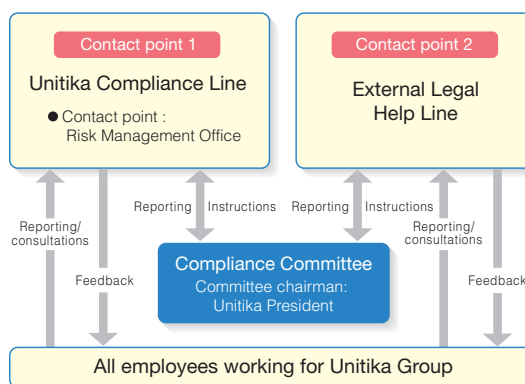 Contact point 1
Unitika Compliance Line
● Contact point :
Risk Management Office
Contact point 2
External Legal
Help Line
Reporting/
consultations
Feedback
Reporting
Instructions
Reporting
Instructions
Reporting/
consultations
Feedback
Compliance Committee
Committee chairman:
Unitika President
All employees working for Unitika Group